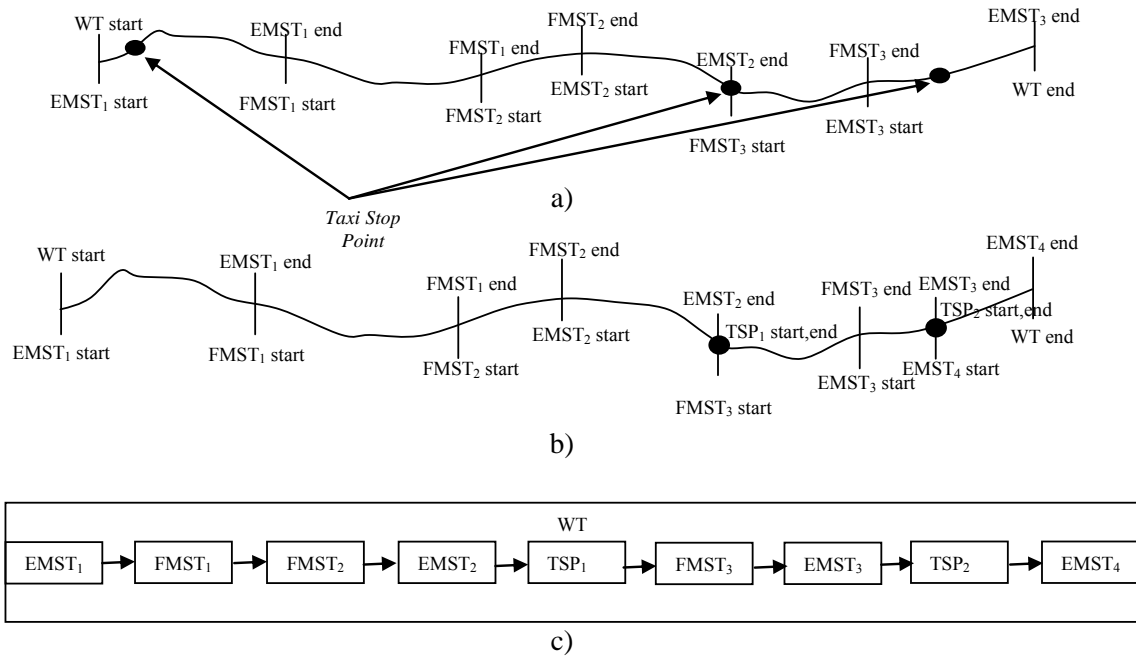 WT start
EMST₁ end
FMST₁ end
FMST₂ end
EMST₂ end
FMST₃ end
EMST₃ end
EMST₁ start
FMST₁ start
FMST₂ start
EMST₂ start
FMST₃ start
EMST₃ start
WT end
a)
Taxi Stop
Point
WT start
EMST₁ end
FMST₁ end
FMST₂ end
EMST₂ end
FMST₃ end
EMST₃ end
EMST₄ end
TSP₁ start,end
TSP₂ start,end
EMST₁ start
FMST₁ start
FMST₂ start
EMST₂ start
FMST₃ start
EMST₃ start
EMST₄ start
WT end
b)
WT
EMST₁
FMST₁
FMST₂
EMST₂
TSP₁
FMST₃
EMST₃
TSP₂
EMST₄
c)